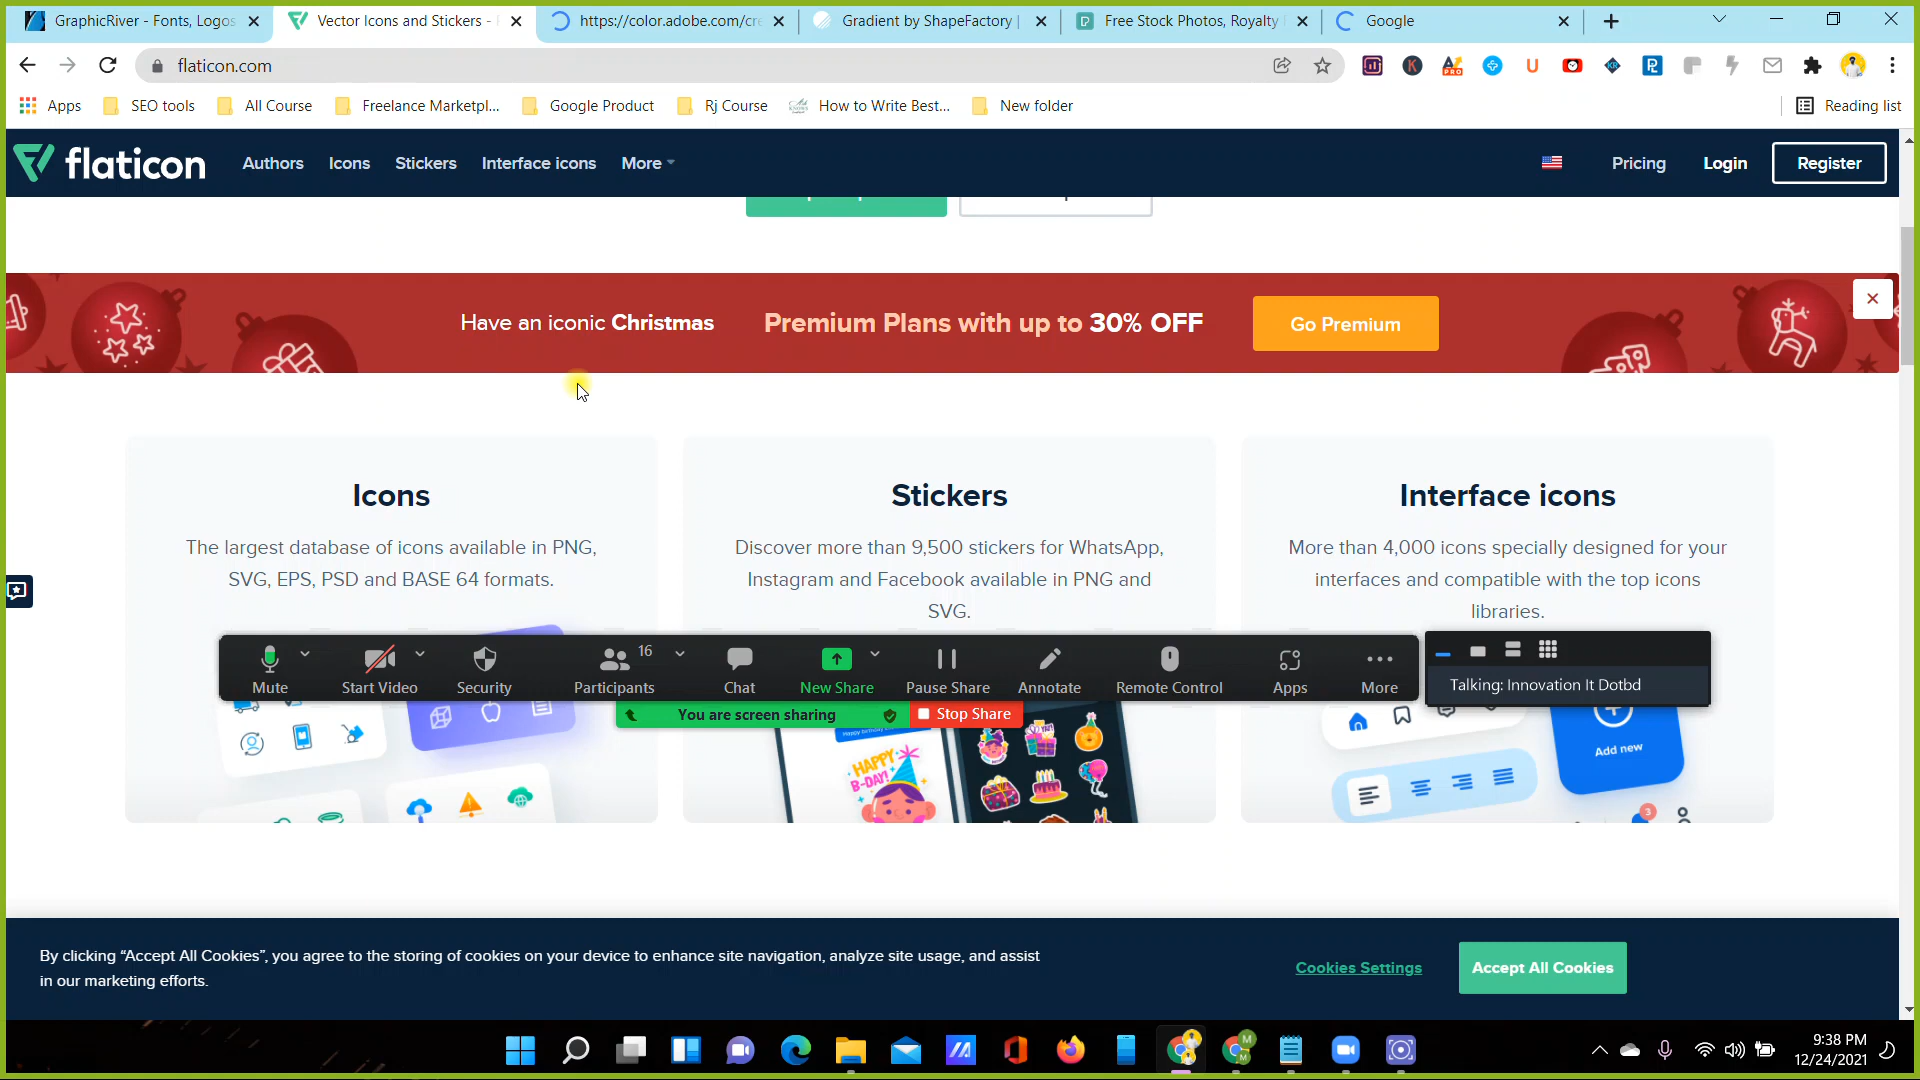 GraphicRiver - Fonts, Logos
Vector Icons and Stickers -
https://color.adobe.com/cre
Gradient by ShapeFactory |
Free Stock Photos, Royalty
Google
flaticon.com
Apps
SEO tools
All Course
Freelance Marketpl...
Google Product
Rj Course
How to Write Best...
New folder
Reading list
flaticon
Authors
Icons
Stickers
Interface icons
More
Pricing
Login
Register
Have an iconic Christmas
Premium Plans with up to 30% OFF
Go Premium
Icons
The largest database of icons available in PNG,
SVG, EPS, PSD and BASE 64 formats.
Stickers
Discover more than 9,500 stickers for WhatsApp,
Instagram and Facebook available in PNG and
SVG.
Interface icons
More than 4,000 icons specially designed for your
interfaces and compatible with the top icons
libraries.
Mute
Start Video
Security
16
Participants
Chat
New Share
Pause Share
Annotate
Remote Control
Apps
More
Talking: Innovation It Dotbd
You are screen sharing
Stop Share
HAPPY
B-DAY!
Add new
3
By clicking “Accept All Cookies”, you agree to the storing of cookies on your device to enhance site navigation, analyze site usage, and assist
in our marketing efforts.
Cookies Settings
Accept All Cookies
9:38 PM
12/24/2021